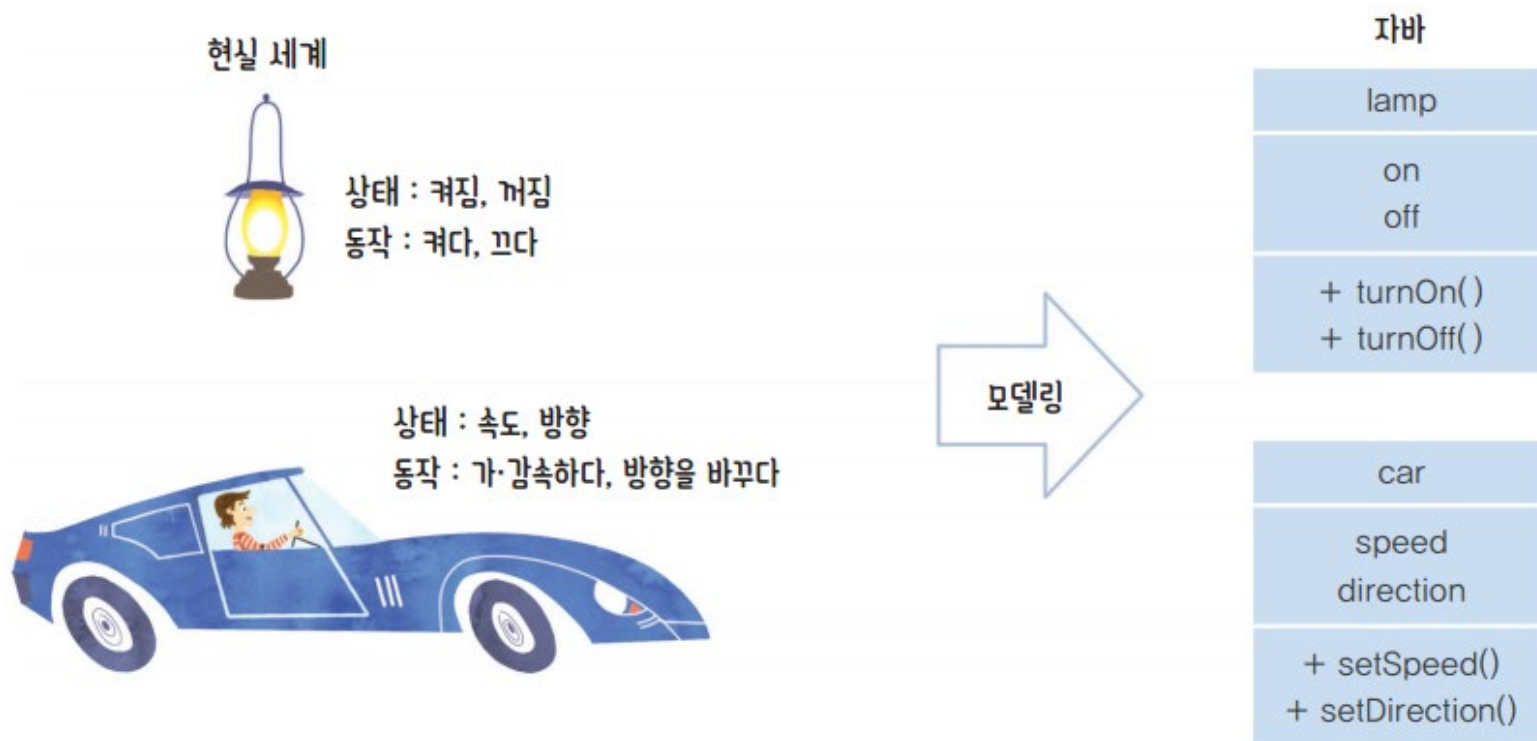 현실 세계
상태 : 켜짐, 꺼짐
동작 : 켜다, 끄다
상태 : 속도, 방향
동작 : 가·감속하다, 방향을 바꾸다
모델링
자바
lamp
on
off
+ turnOn( )
+ turnOff( )
car
speed
direction
+ setSpeed()
+ setDirection()